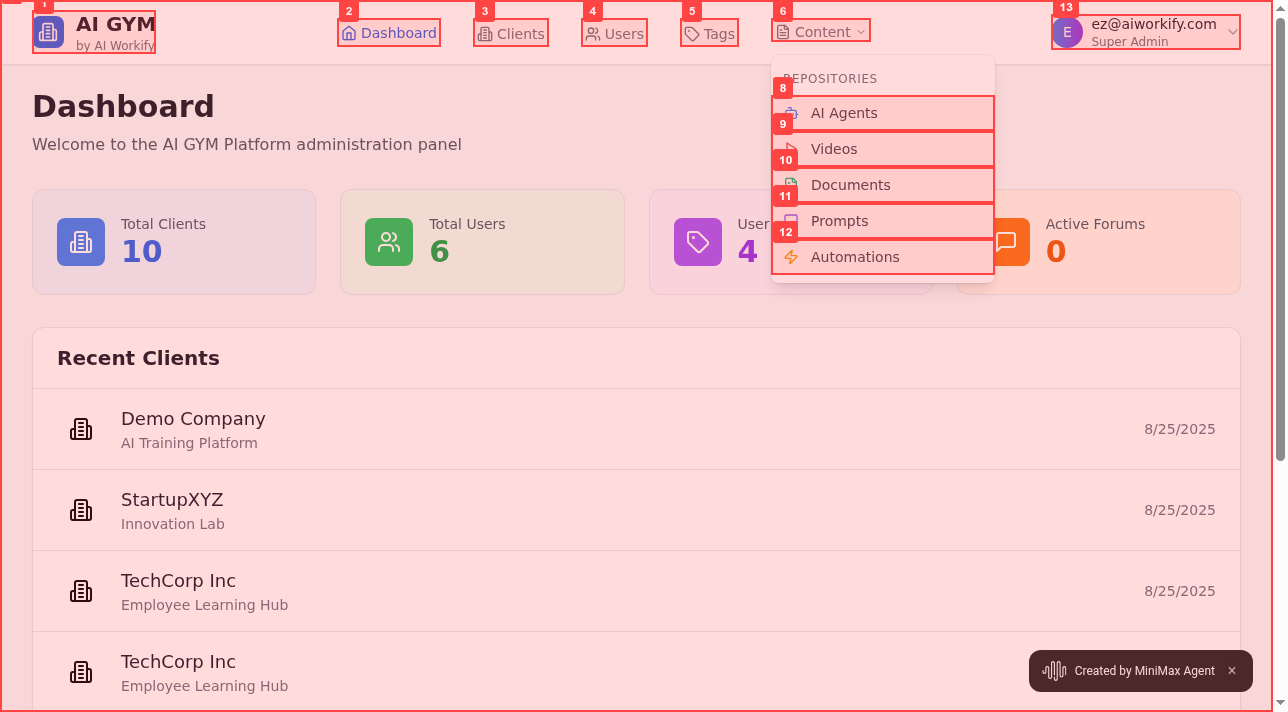 1
AI GYM
by AI Workify
2
Dashboard
3
Clients
4
Users
5
Tags
6
Content
13
E
ez@aiworkify.com
Super Admin
REPOSITORIES
8
AI Agents
9
Videos
10
Documents
11
Prompts
12
Automations
Dashboard
Welcome to the AI GYM Platform administration panel
Total Clients
10
Total Users
6
User
4
Active Forums
0
Recent Clients
Demo Company
AI Training Platform
8/25/2025
StartupXYZ
Innovation Lab
8/25/2025
TechCorp Inc
Employee Learning Hub
8/25/2025
TechCorp Inc
Employee Learning Hub
Created by MiniMax Agent ×